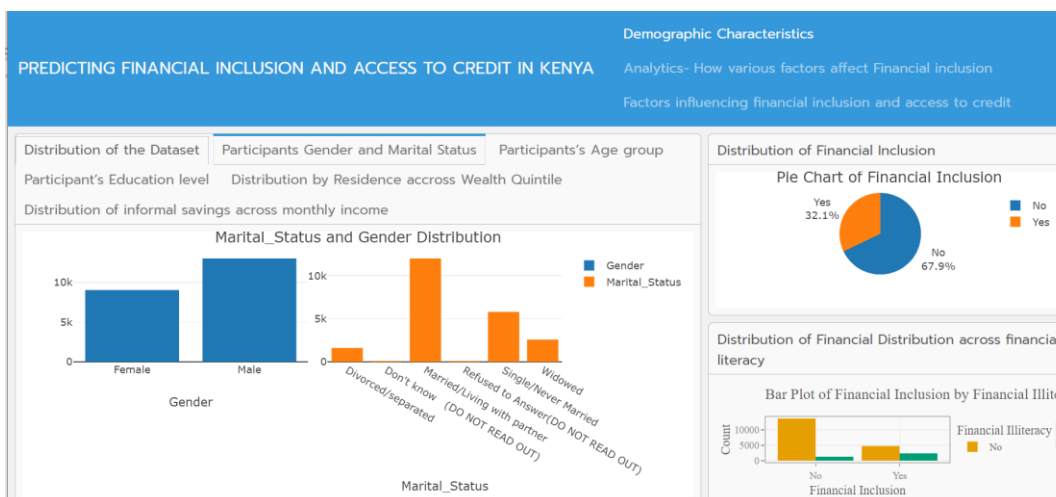 PREDICTING FINANCIAL INCLUSION AND ACCESS TO CREDIT IN KENYA
Demographic Characteristics
Analytics- How various factors affect Financial inclusion
Factors influencing financial inclusion and access to credit
Distribution of the Dataset
Participants Gender and Marital Status
Participants's Age group
Participant's Education level
Distribution by Residence accross Wealth Quintile
Distribution of informal savings across monthly income
Marital_Status and Gender Distribution
10k
5k
0
Female
Male
Gender
10k
5k
0
Divorced/separated
Don't know (DO NOT READ OUT)
Married/Living with partner
Refused to Answer(DO NOT READ OUT)
Single/Never Married
Widowed
Marital_Status
Gender
Marital_Status
Distribution of Financial Inclusion
Pie Chart of Financial Inclusion
Yes
32.1%
No
67.9%
No
Yes
Distribution of Financial Distribution across financia
literacy
Bar Plot of Financial Inclusion by Financial Illite
Count
10000
5000
0
No
Yes
Financial Inclusion
Financial Illiteracy
No